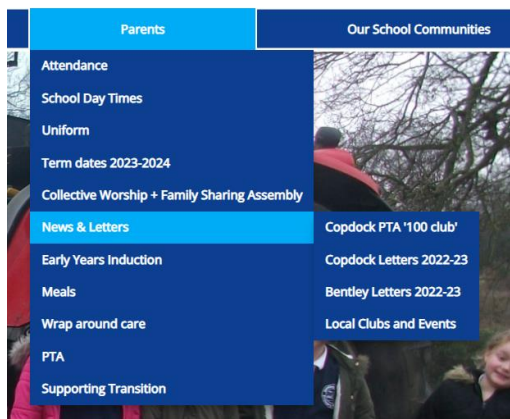 Parents
Our School Communities
Attendance
School Day Times
Uniform
Term dates 2023-2024
Collective Worship + Family Sharing Assembly
News & Letters
Copdock PTA '100 club'
Early Years Induction
Copdock Letters 2022-23
Meals
Bentley Letters 2022-23
Wrap around care
Local Clubs and Events
PTA
Supporting Transition